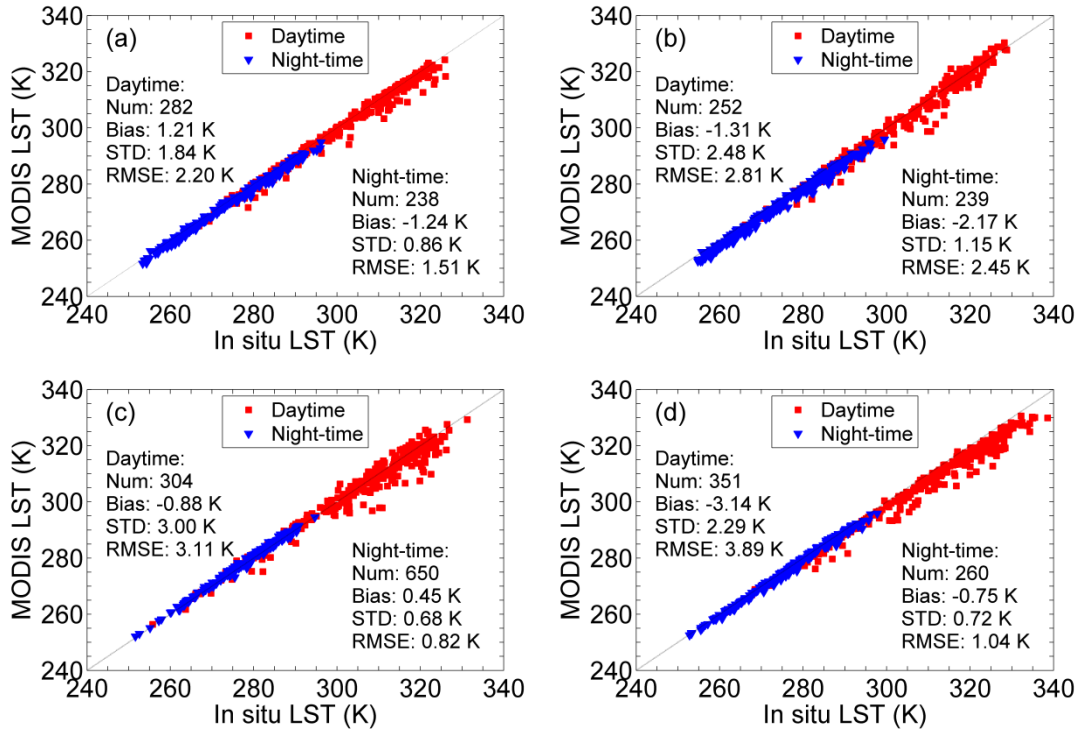 (a)
Daytime
Night-time
Daytime:
Num: 282
Bias: 1.21 K
STD: 1.84 K
RMSE: 2.20 K
Night-time:
Num: 238
Bias: -1.24 K
STD: 0.86 K
RMSE: 1.51 K
MODIS LST (K)
340
320
300
280
260
240
240 260 280 300 320 340
In situ LST (K)
(b)
Daytime
Night-time
Daytime:
Num: 252
Bias: -1.31 K
STD: 2.48 K
RMSE: 2.81 K
Night-time:
Num: 239
Bias: -2.17 K
STD: 1.15 K
RMSE: 2.45 K
MODIS LST (K)
340
320
300
280
260
240
240 260 280 300 320 340
In situ LST (K)
(c)
Daytime
Night-time
Daytime:
Num: 304
Bias: -0.88 K
STD: 3.00 K
RMSE: 3.11 K
Night-time:
Num: 650
Bias: 0.45 K
STD: 0.68 K
RMSE: 0.82 K
MODIS LST (K)
340
320
300
280
260
240
240 260 280 300 320 340
In situ LST (K)
(d)
Daytime
Night-time
Daytime:
Num: 351
Bias: -3.14 K
STD: 2.29 K
RMSE: 3.89 K
Night-time:
Num: 260
Bias: -0.75 K
STD: 0.72 K
RMSE: 1.04 K
MODIS LST (K)
340
320
300
280
260
240
240 260 280 300 320 340
In situ LST (K)